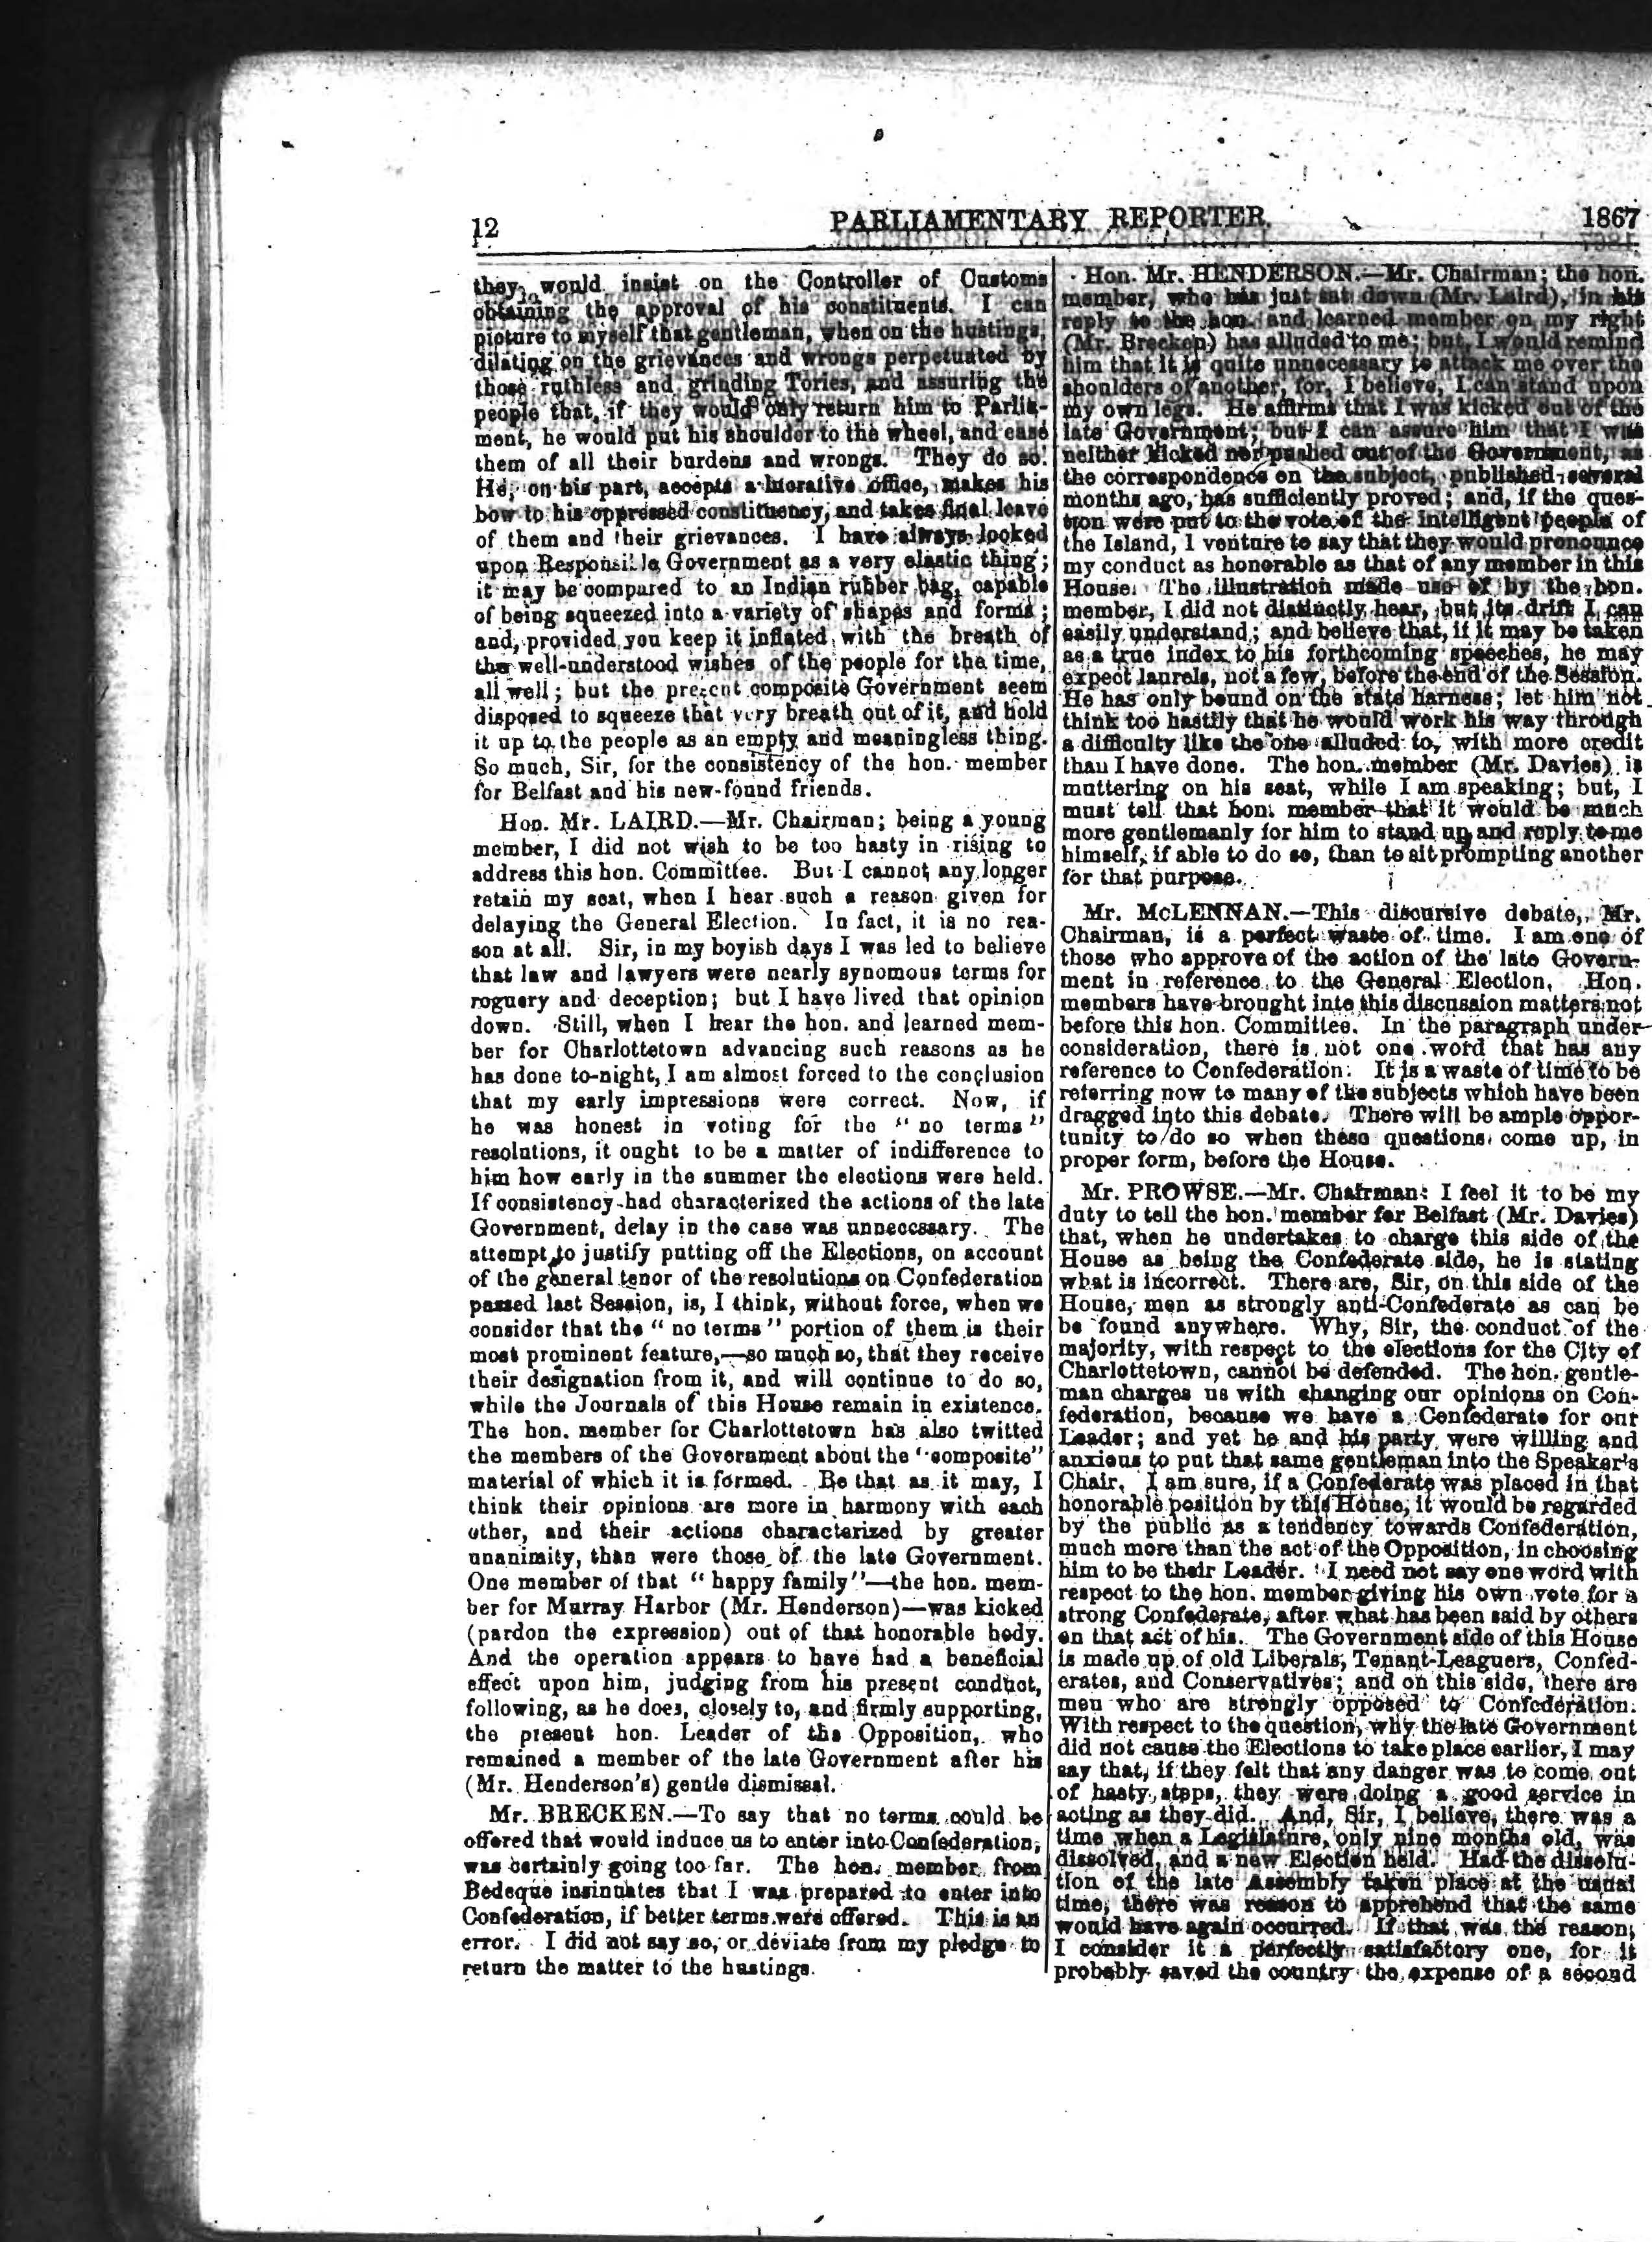 12
PARLIAMENTARY REPORTER.
1867
they would insist on the Controller of Customs
obtaining the approval of his constituents. I can
picture to myself that gentleman, when on the hustings,
dilating on the grievances and wrongs perpetuated by
those ruthless and grinding Tories, and assuring the
people that, if they would only return him to Parlia-
ment, he would put his shoulder to the wheel, and ease
them of all their burdens and wrongs. They do so.
He, on his part, accepts a lucrative office, makes his
bow to his oppressed constituency, and takes final leave
of them and their grievances. I have always looked
upon Responsible Government as a very elastic thing;
it may be compared to an Indian rubber bag, capable
of being squeezed into a variety of shapes and forms;
and, provided you keep it inflated with the breath of
the well-understood wishes of the people for the time,
all well; but the present composite Government seem
disposed to squeeze that very breath out of it, and hold
it up to the people as an empty and meaningless thing.
So much, Sir, for the consistency of the hon. member
for Belfast and his new-found friends.
Hon. Mr. LAIRD.—Mr. Chairman; being a young
member, I did not wish to be too hasty in rising to
address this hon. Committee. But I cannot any longer
retain my seat, when I hear such a reason given for
delaying the General Election. In fact, it is no rea-
son at all. Sir, in my boyish days I was led to believe
that law and lawyers were nearly synomous terms for
roguery and deception; but I have lived that opinion
down. Still, when I hear the hon. and learned mem-
ber for Charlottetown advancing such reasons as he
has done to-night, I am almost forced to the conclusion
that my early impressions were correct. Now, if
he was honest in voting for the "no terms"
resolutions, it ought to be a matter of indifference to
him how early in the summer the elections were held.
If consistency had characterized the actions of the late
Government, delay in the case was unnecessary. The
attempt to justify putting off the Elections, on account
of the general tenor of the resolutions on Confederation
passed last Session, is, I think, without force, when we
consider that the "no terms" portion of them is their
most prominent feature,—so much so, that they receive
their designation from it, and will continue to do so,
while the Journals of this House remain in existence.
The hon. member for Charlottetown has also twitted
the members of the Government about the "composite"
material of which it is formed. Be that as it may, I
think their opinions are more in harmony with each
other, and their actions characterized by greater
unanimity, than were those of the late Government.
One member of that "happy family"—the hon. mem-
ber for Murray Harbor (Mr. Henderson)—was kicked
(pardon the expression) out of that honorable body.
And the operation appears to have had a beneficial
effect upon him, judging from his present conduct,
following, as he does, closely to, and firmly supporting,
the present hon. Leader of the Opposition, who
remained a member of the late Government after his
(Mr. Henderson's) gentle dismissal.
Mr. BRECKEN.—To say that no terms could be
offered that would induce us to enter into Confederation,
was certainly going too far. The hon. member from
Bedeque insinuates that I was prepared to enter into
Confederation, if better terms were offered. This is an
error. I did not say so, or deviate from my pledge to
return the matter to the hustings.
Hon. Mr. HENDERSON.—Mr. Chairman; the hon.
member, who has just sat down (Mr. Laird), in his
reply to the hon. and learned member on my right
(Mr. Brecken) has alluded to me; but, I would remind
him that it is quite unnecessary to attack me over the
shoulders of another, for, I believe, I can stand upon
my own legs. He affirms that I was kicked out of the
late Government; but I can assure him that I was
neither kicked nor pushed out of the Government, as
the correspondence on the subject, published several
months ago, has sufficiently proved; and, if the ques-
tion were put to the vote of the intelligent people of
the Island, I venture to say that they would pronounce
my conduct as honorable as that of any member in this
House. The illustration made use of by the hon.
member, I did not distinctly hear, but its drift I can
easily understand; and believe that, if it may be taken
as a true index to his forthcoming speeches, he may
expect laurels, not a few, before the end of the Session.
He has only bound on the state harness; let him not
think too hastily that he would work his way through
a difficulty like the one alluded to, with more credit
than I have done. The hon. member (Mr. Davies) is
muttering on his seat, while I am speaking; but, I
must tell that hon. member that it would be much
more gentlemanly for him to stand up and reply to me
himself, if able to do so, than to sit prompting another
for that purpose.
Mr. McLENNAN.—This discursive debate, Mr.
Chairman, is a perfect waste of time. I am one of
those who approve of the action of the late Govern-
ment in reference to the General Election. Hon.
members have brought into this discussion matters not
before this hon. Committee. In the paragraph under
consideration, there is not one word that has any
reference to Confederation. It is a waste of time to be
referring now to many of the subjects which have been
dragged into this debate. There will be ample oppor-
tunity to do so when these questions come up, in
proper form, before the House.
Mr. PROWSE.—Mr. Chairman: I feel it to be my
duty to tell the hon. member for Belfast (Mr. Davies)
that, when he undertakes to charge this side of the
House as being the Confederate side, he is stating
what is incorrect. There are, Sir, on this side of the
House, men as strongly anti-Confederate as can be
be found anywhere. Why, Sir, the conduct of the
majority, with respect to the elections for the City of
Charlottetown, cannot be defended. The hon. gentle-
man charges us with changing our opinions on Con-
federation, because we have a Confederate for our
Leader; and yet he and his party were willing and
anxious to put that same gentleman into the Speaker's
Chair. I am sure, if a Confederate was placed in that
honorable position by this House, it would be regarded
by the public as a tendency towards Confederation,
much more than the act of the Opposition, in choosing
him to be their Leader. I need not say one word with
respect to the hon. member giving his own vote for a
strong Confederate, after what has been said by others
on that act of his. The Government side of this House
is made up of old Liberals, Tenant-Leaguers, Confed-
erates, and Conservatives; and on this side, there are
men who are strongly opposed to Confederation.
With respect to the question, why the late Government
did not cause the Elections to take place earlier, I may
say that, if they felt that any danger was to come out
of hasty steps, they were doing a good service in
acting as they did. And, Sir, I believe, there was a
time when a Legislature, only nine months old, was
dissolved, and a new Election held. Had the dissolu-
tion of the late Assembly taken place at the usual
time, there was reason to apprehend that the same
would have again occurred. If that was the reason,
I consider it a perfectly satisfactory one, for it
probably saved the country the expense of a second